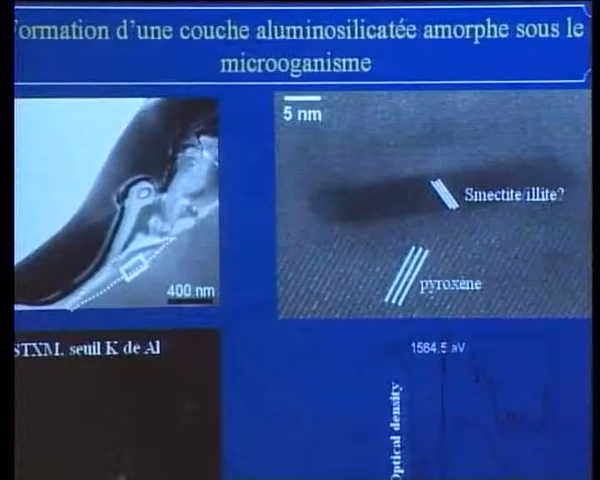 Formation d'une couche aluminosilicatée amorphe sous le
microoganisme
5 nm
Smectite/illite?
pyroxène
400 nm
STXM, seuil K de Al
1564.5 eV
Optical density